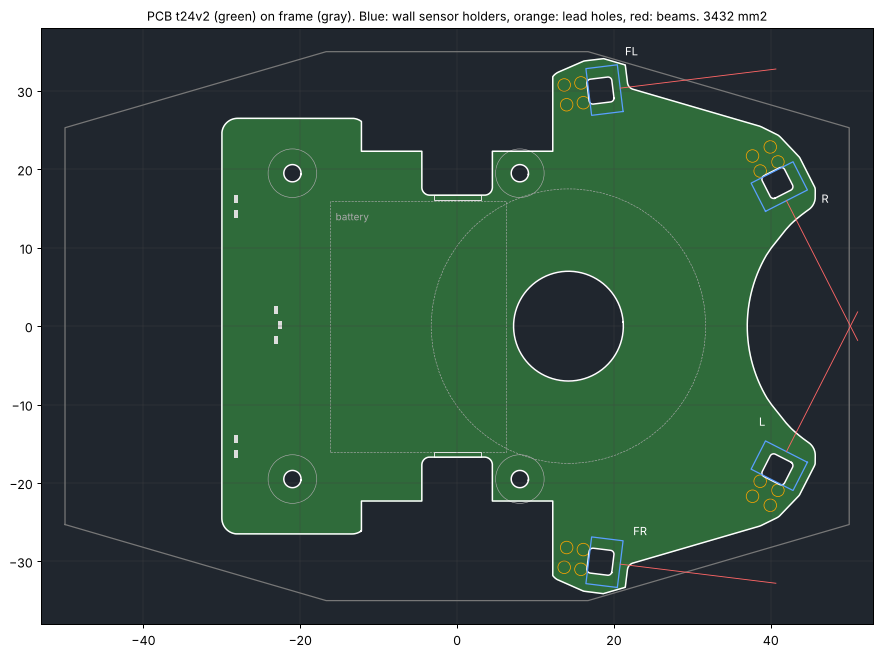 PCB t24v2 (green) on frame (gray). Blue: wall sensor holders, orange: lead holes, red: beams. 3432 mm2
FL
30
20
R
battery
10
0
−10
L
−20
FR
−30
−40
−20
0
20
40